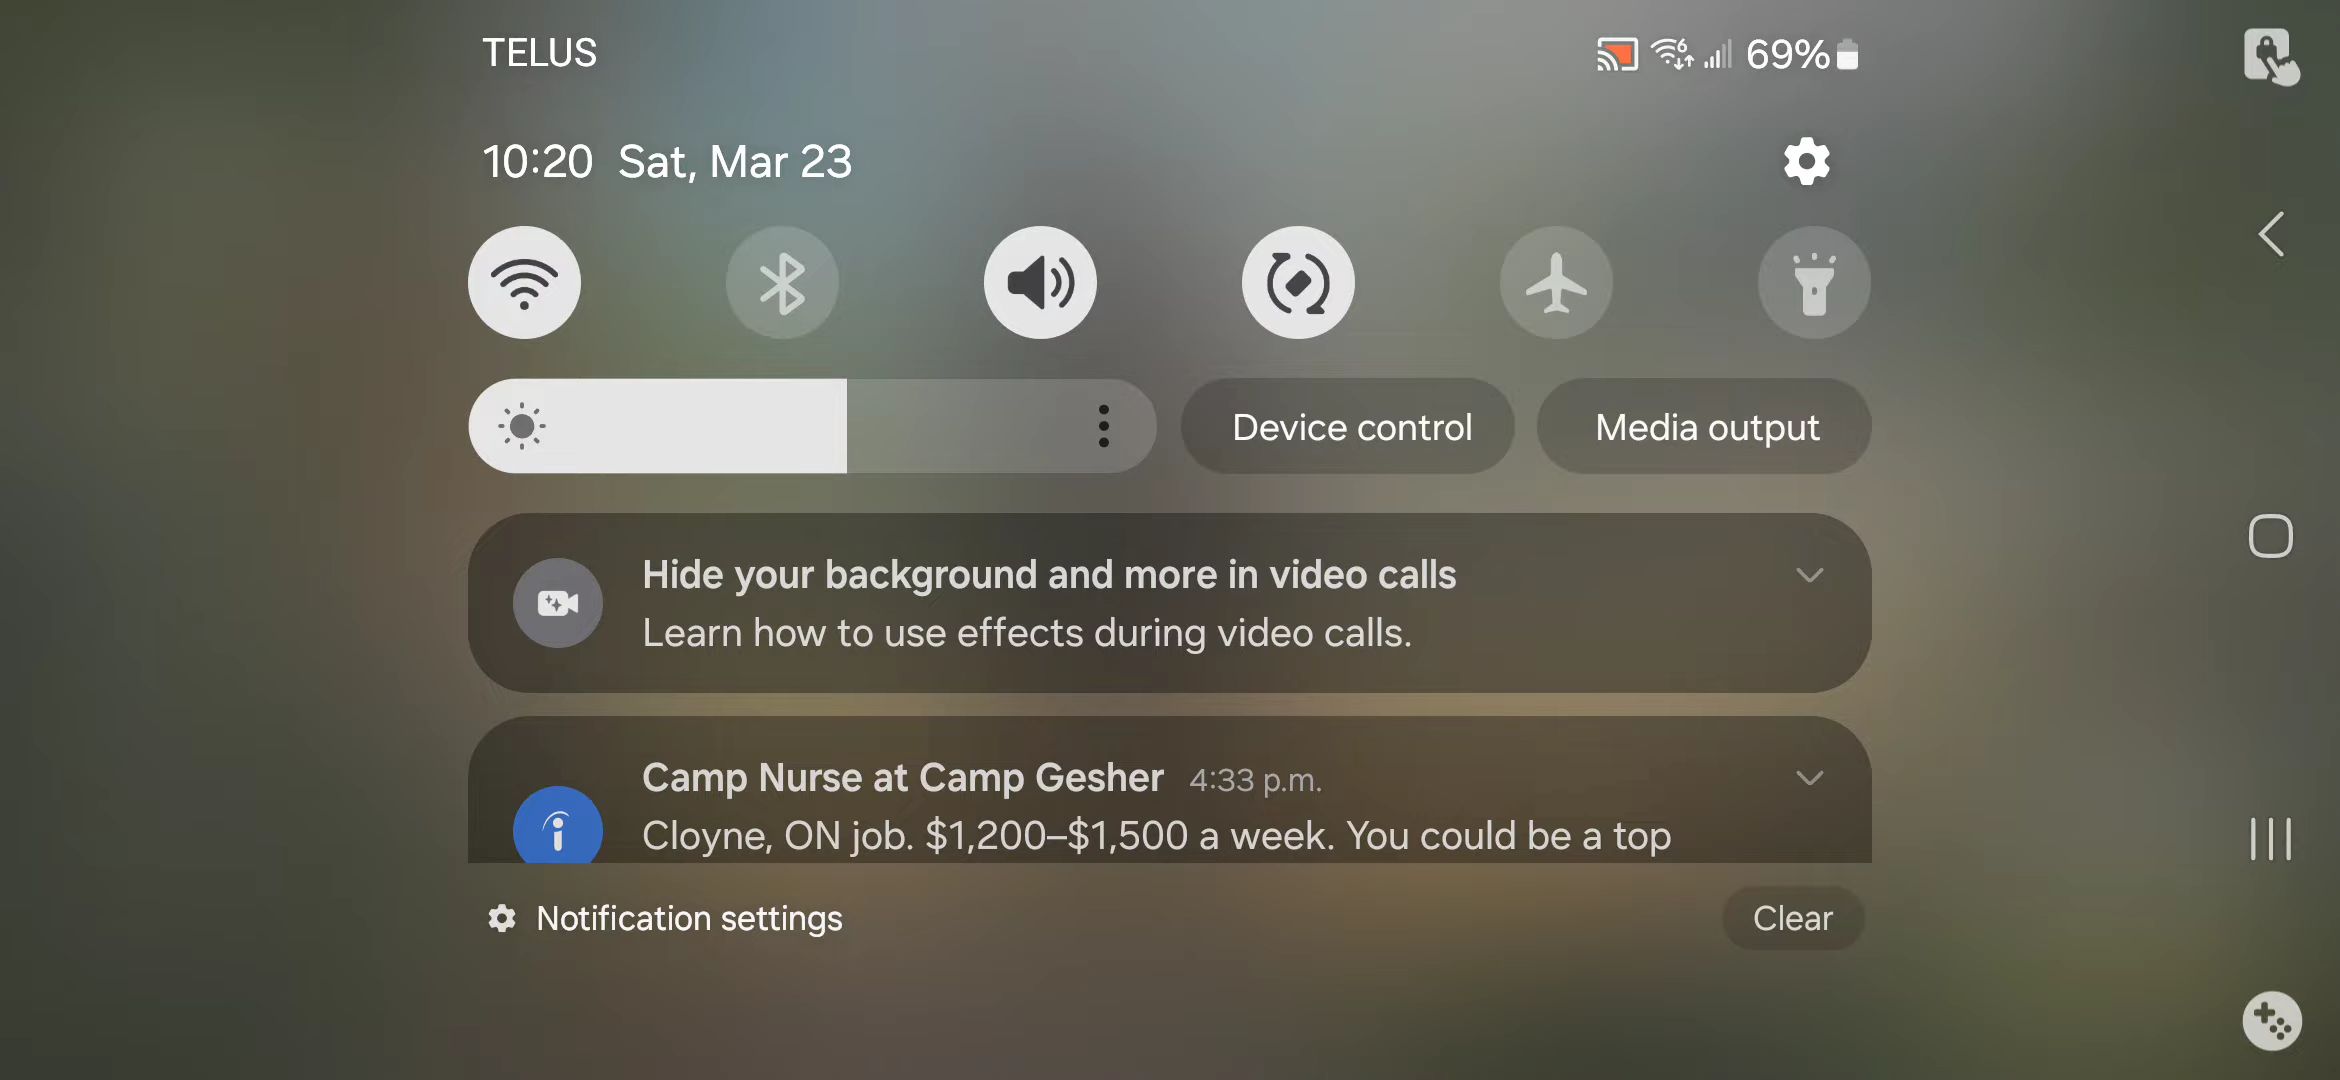 TELUS
69%
10:20 Sat, Mar 23
Device control
Media output
Hide your background and more in video calls
Learn how to use effects during video calls.
Camp Nurse at Camp Gesher 4:33 p.m.
Cloyne, ON job. $1,200–$1,500 a week. You could be a top
Notification settings
Clear